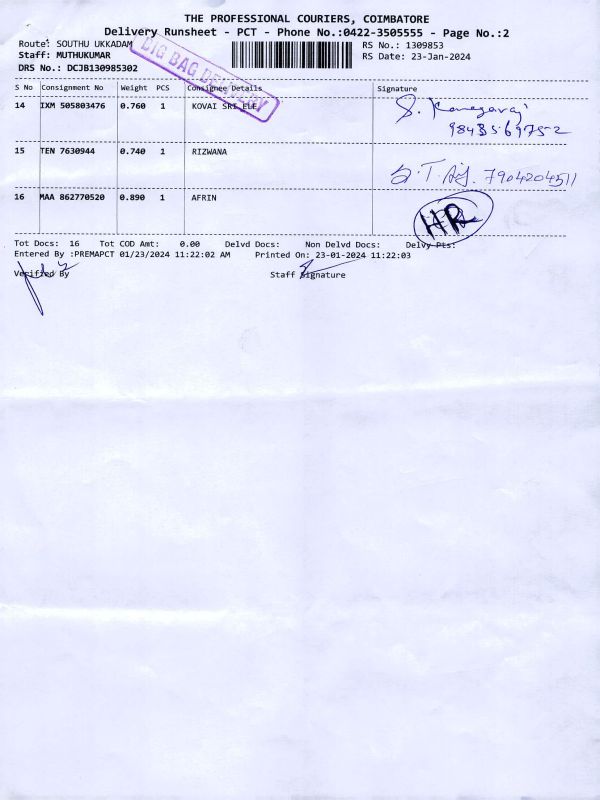 THE PROFESSIONAL COURIERS, COIMBATORE
Delivery Runsheet - PCT - Phone No.:0422-3505555 - Page No.:2
Route: SOUTHU UKKADAM
RS No.: 1309853
Staff: MUTHUKUMAR
RS Date: 23-Jan-2024
DRS No.: DCJB130985302
BIG BAG DELIVERY
S No Consignment No Weight PCS Consignee Details Signature
14 IXM 505803476 0.760 1 KOVAI SRI ELE
15 TEN 7630944 0.740 1 RIZWANA
7904204511
16 MAA 862770520 0.890 1 AFRIN
HR
Tot Docs: 16 Tot COD Amt: 0.00 Delvd Docs: Non Delvd Docs: Delvy Pts:
Entered By :PREMAPCT 01/23/2024 11:22:02 AM Printed On: 23-01-2024 11:22:03
Verified By Staff Signature